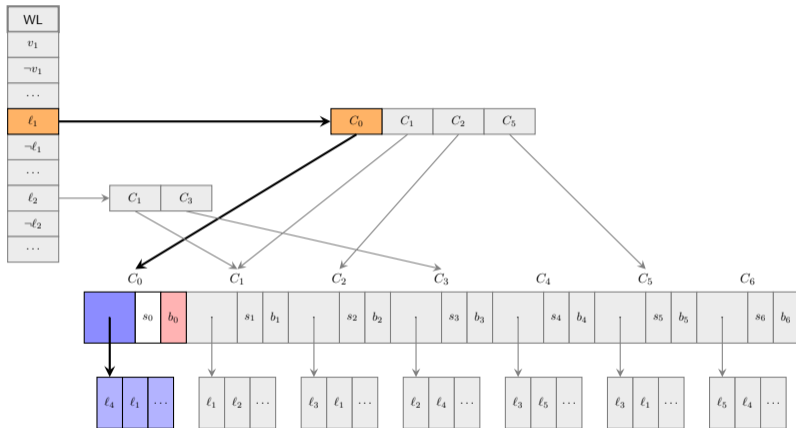 WL
v₁
¬v₁
...
ℓ₁
C₀ C₁ C₂ C₅
¬ℓ₁
...
ℓ₂
C₁ C₃
¬ℓ₂
...
C₀ C₁ C₂ C₃ C₄ C₅ C₆
s₀ b₀ s₁ b₁ s₂ b₂ s₃ b₃ s₄ b₄ s₅ b₅ s₆ b₆
ℓ₄ ℓ₁ ... ℓ₁ ℓ₂ ... ℓ₃ ℓ₁ ... ℓ₂ ℓ₄ ... ℓ₃ ℓ₅ ... ℓ₃ ℓ₁ ... ℓ₅ ℓ₄ ...